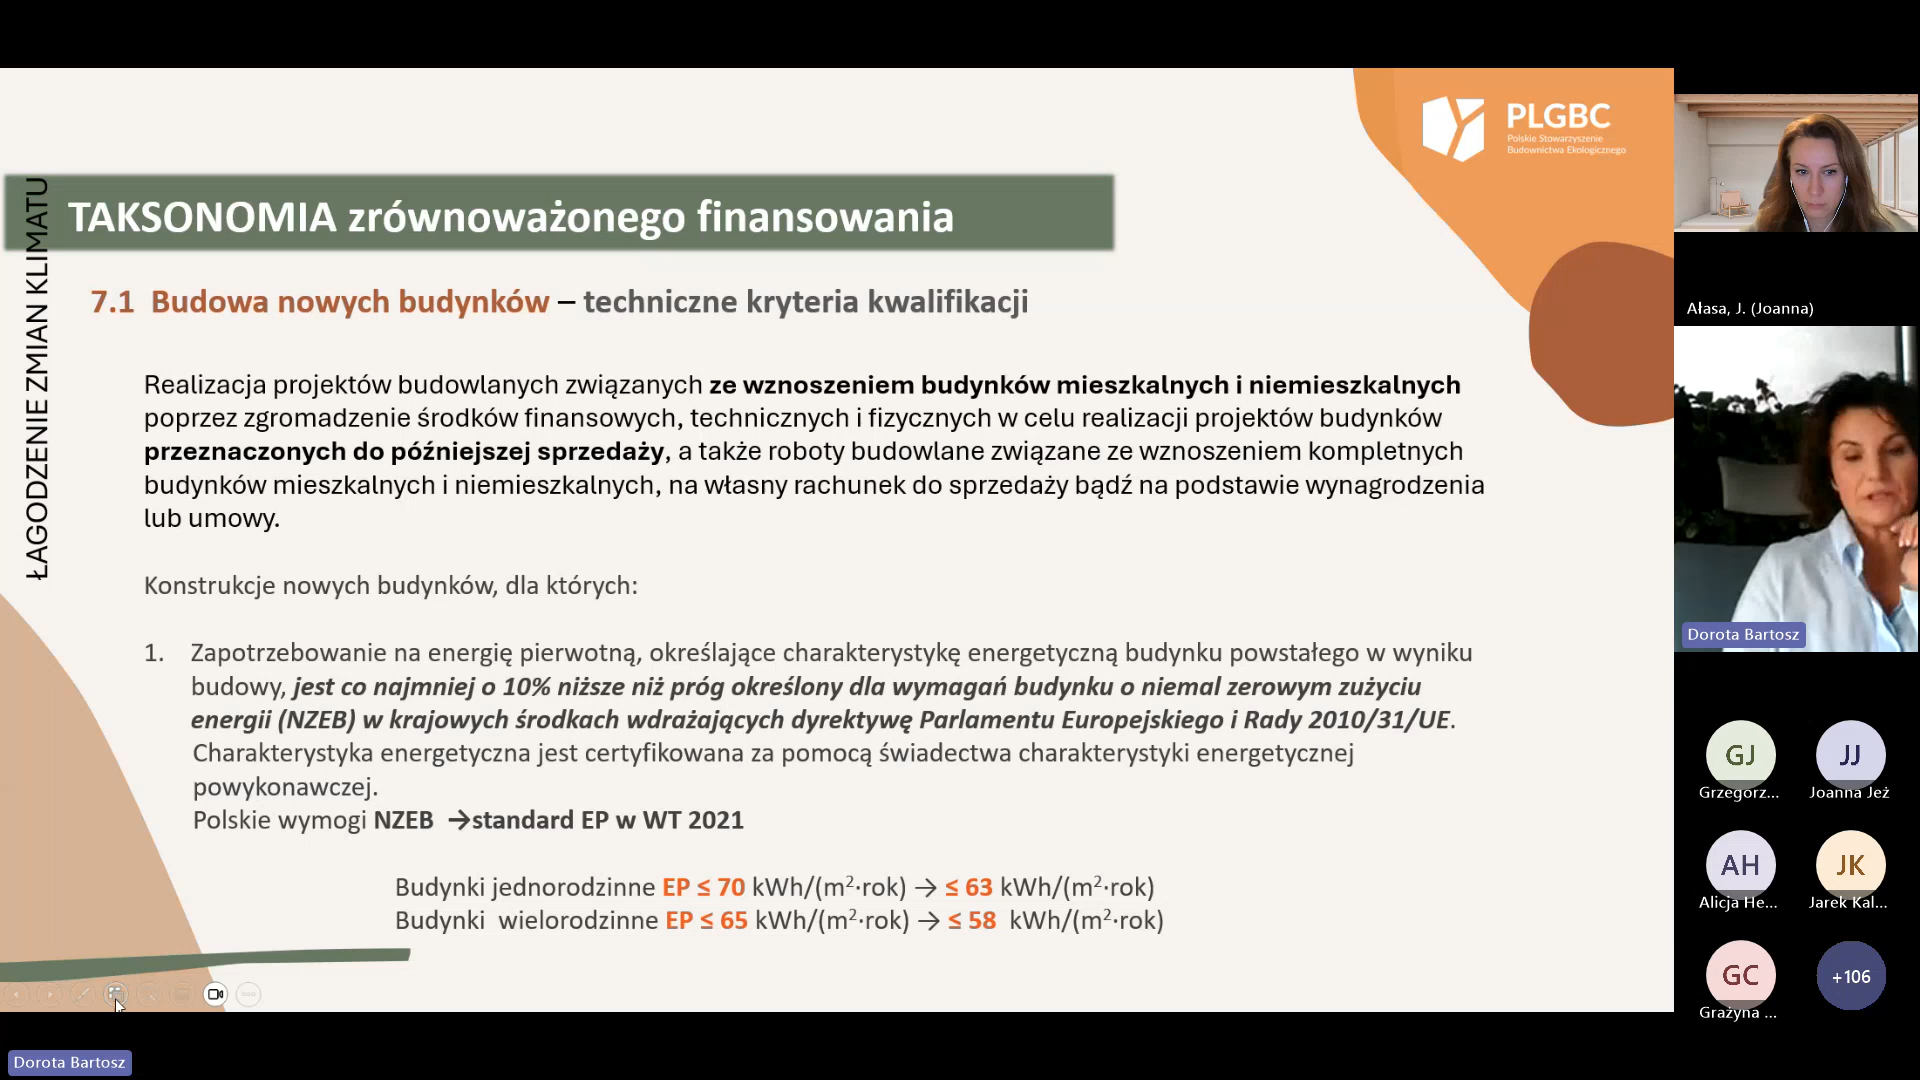 PLGBC
Polskie Stowarzyszenie
Budownictwa Ekologicznego
TAKSONOMIA zrównoważonego finansowania
ŁAGODZENIE ZMIAN KLIMATU
7.1 Budowa nowych budynków – techniczne kryteria kwalifikacji
Realizacja projektów budowlanych związanych ze wznoszeniem budynków mieszkalnych i niemieszkalnych
poprzez zgromadzenie środków finansowych, technicznych i fizycznych w celu realizacji projektów budynków
przeznaczonych do późniejszej sprzedaży, a także roboty budowlane związane ze wznoszeniem kompletnych
budynków mieszkalnych i niemieszkalnych, na własny rachunek do sprzedaży bądź na podstawie wynagrodzenia
lub umowy.
Konstrukcje nowych budynków, dla których:
1. Zapotrzebowanie na energię pierwotną, określające charakterystykę energetyczną budynku powstałego w wyniku
budowy, jest co najmniej o 10% niższe niż próg określony dla wymagań budynku o niemal zerowym zużyciu
energii (NZEB) w krajowych środkach wdrażających dyrektywę Parlamentu Europejskiego i Rady 2010/31/UE.
Charakterystyka energetyczna jest certyfikowana za pomocą świadectwa charakterystyki energetycznej
powykonawczej.
Polskie wymogi NZEB →standard EP w WT 2021
Budynki jednorodzinne EP ≤ 70 kWh/(m²·rok) → ≤ 63 kWh/(m²·rok)
Budynki wielorodzinne EP ≤ 65 kWh/(m²·rok) → ≤ 58 kWh/(m²·rok)
Dorota Bartosz
Ałasa, J. (Joanna)
Dorota Bartosz
GJ
JJ
Grzegorz...
Joanna Jeż
AH
JK
Alicja He...
Jarek Kal...
GC
+106
Grażyna ...